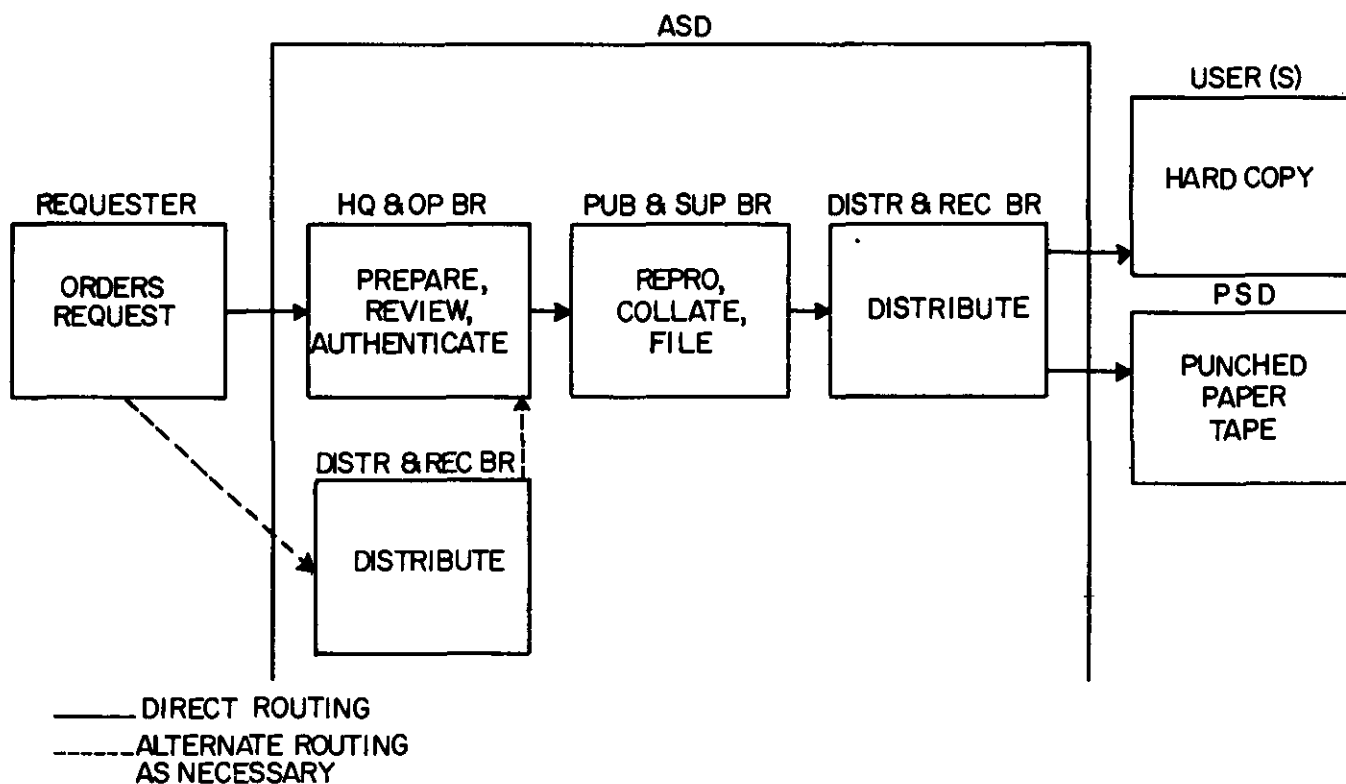 ASD
USER (S)
HARD COPY
REQUESTER
HQ & OP BR
PUB & SUP BR
DISTR & REC BR
ORDERS
REQUEST
PREPARE,
REVIEW,
AUTHENTICATE
REPRO,
COLLATE,
FILE
DISTRIBUTE
PSD
PUNCHED
PAPER
TAPE
DISTR & REC BR
DISTRIBUTE
DIRECT ROUTING
ALTERNATE ROUTING
AS NECESSARY